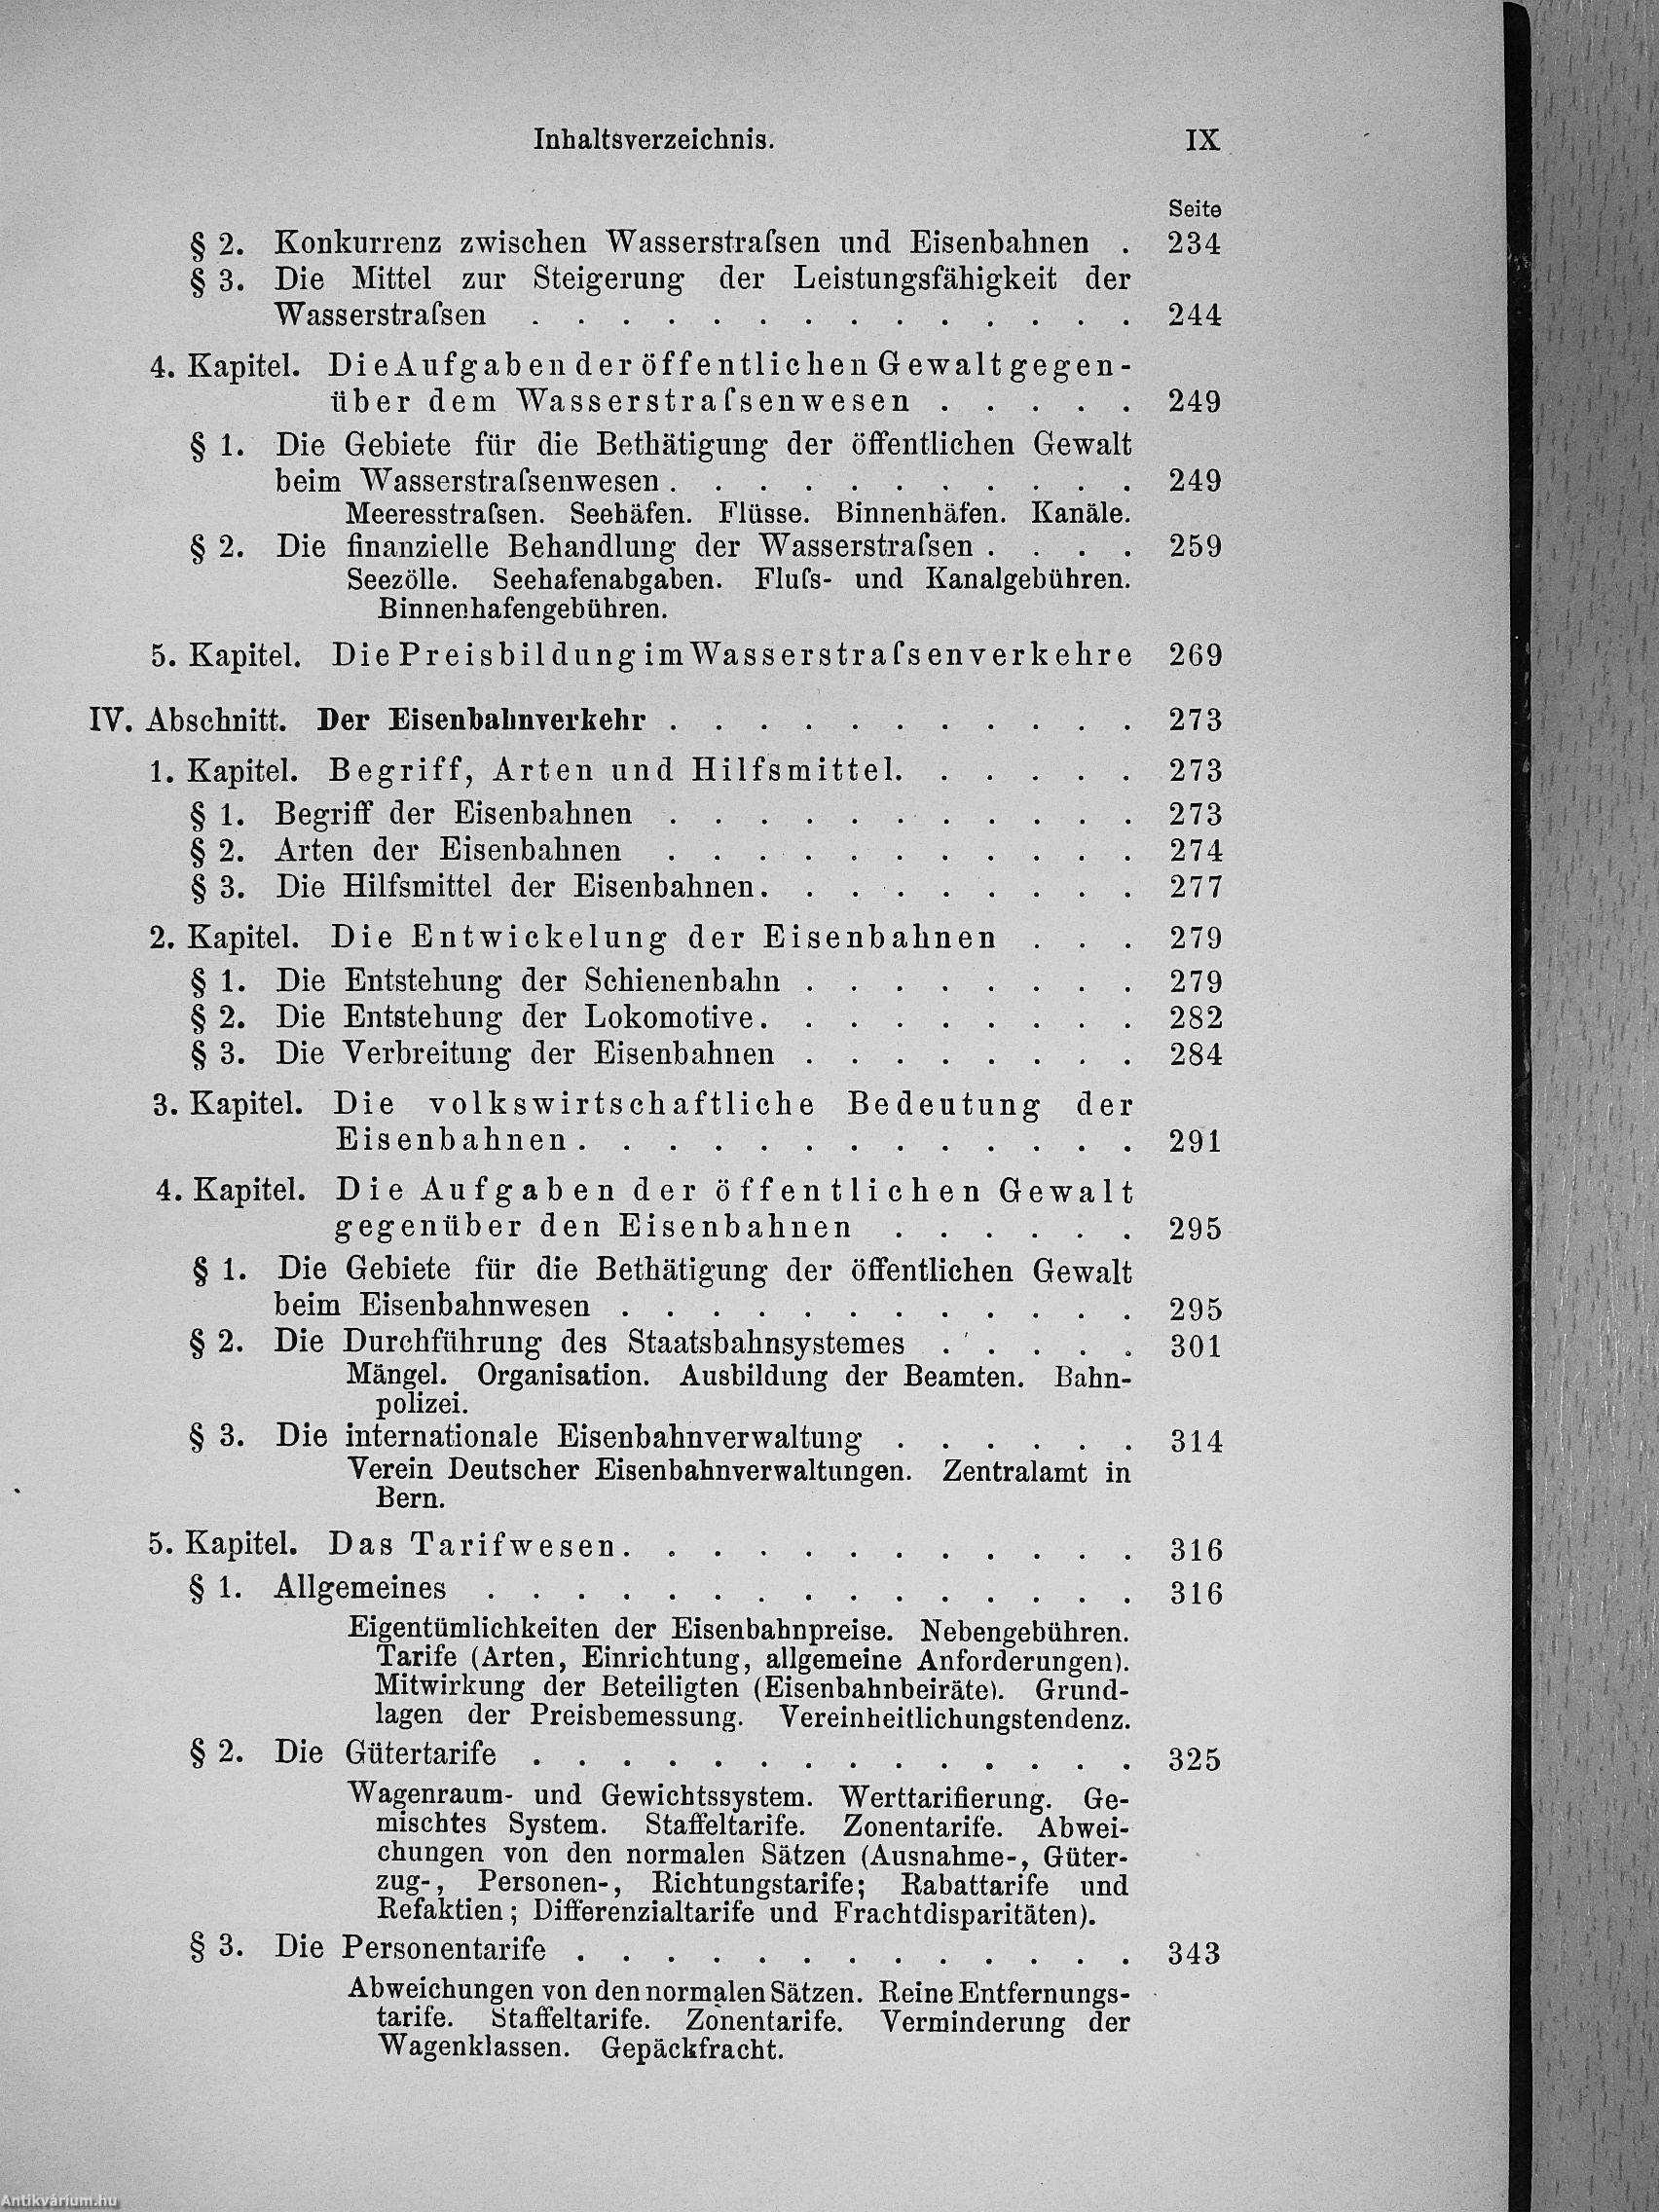 Inhaltsverzeichnis. IX
Seite
§ 2. Konkurrenz zwischen Wasserstraſsen und Eisenbahnen . 234
§ 3. Die Mittel zur Steigerung der Leistungsfähigkeit der
Wasserstraſsen . . . . . . . . . . . . . . 244
4. Kapitel. Die Aufgaben der öffentlichen Gewalt gegen-
über dem Wasserstraſsenwesen . . . . . 249
§ 1. Die Gebiete für die Bethätigung der öffentlichen Gewalt
beim Wasserstraſsenwesen . . . . . . . . . . . 249
Meeresstraſsen. Seehäfen. Flüsse. Binnenhäfen. Kanäle.
§ 2. Die finanzielle Behandlung der Wasserstraſsen . . . . 259
Seezölle. Seehafenabgaben. Fluſs- und Kanalgebühren.
Binnenhafengebühren.
5. Kapitel. Die Preisbildung im Wasserstraſsenverkehre 269
IV. Abschnitt. Der Eisenbahnverkehr . . . . . . . . . . . 273
1. Kapitel. Begriff, Arten und Hilfsmittel. . . . . . 273
§ 1. Begriff der Eisenbahnen . . . . . . . . . . . 273
§ 2. Arten der Eisenbahnen . . . . . . . . . . . 274
§ 3. Die Hilfsmittel der Eisenbahnen. . . . . . . . . 277
2. Kapitel. Die Entwickelung der Eisenbahnen . . . 279
§ 1. Die Entstehung der Schienenbahn . . . . . . . . 279
§ 2. Die Entstehung der Lokomotive. . . . . . . . . 282
§ 3. Die Verbreitung der Eisenbahnen . . . . . . . . 284
3. Kapitel. Die volkswirtschaftliche Bedeutung der
Eisenbahnen. . . . . . . . . . . . . 291
4. Kapitel. Die Aufgaben der öffentlichen Gewalt
gegenüber den Eisenbahnen . . . . . . 295
§ 1. Die Gebiete für die Bethätigung der öffentlichen Gewalt
beim Eisenbahnwesen . . . . . . . . . . . . 295
§ 2. Die Durchführung des Staatsbahnsystemes . . . . . 301
Mängel. Organisation. Ausbildung der Beamten. Bahn-
polizei.
§ 3. Die internationale Eisenbahnverwaltung . . . . . . 314
Verein Deutscher Eisenbahnverwaltungen. Zentralamt in
Bern.
5. Kapitel. Das Tarifwesen. . . . . . . . . . . . 316
§ 1. Allgemeines . . . . . . . . . . . . . . . 316
Eigentümlichkeiten der Eisenbahnpreise. Nebengebühren.
Tarife (Arten, Einrichtung, allgemeine Anforderungen).
Mitwirkung der Beteiligten (Eisenbahnbeiräte). Grund-
lagen der Preisbemessung. Vereinheitlichungstendenz.
§ 2. Die Gütertarife . . . . . . . . . . . . . . 325
Wagenraum- und Gewichtssystem. Werttarifierung. Ge-
mischtes System. Staffeltarife. Zonentarife. Abwei-
chungen von den normalen Sätzen (Ausnahme-, Güter-
zug-, Personen-, Richtungstarife; Rabattarife und
Refaktien; Differenzialtarife und Frachtdisparitäten).
§ 3. Die Personentarife . . . . . . . . . . . . . 343
Abweichungen von den normalen Sätzen. Reine Entfernungs-
tarife. Staffeltarife. Zonentarife. Verminderung der
Wagenklassen. Gepäckfracht.
Antikvárium.hu